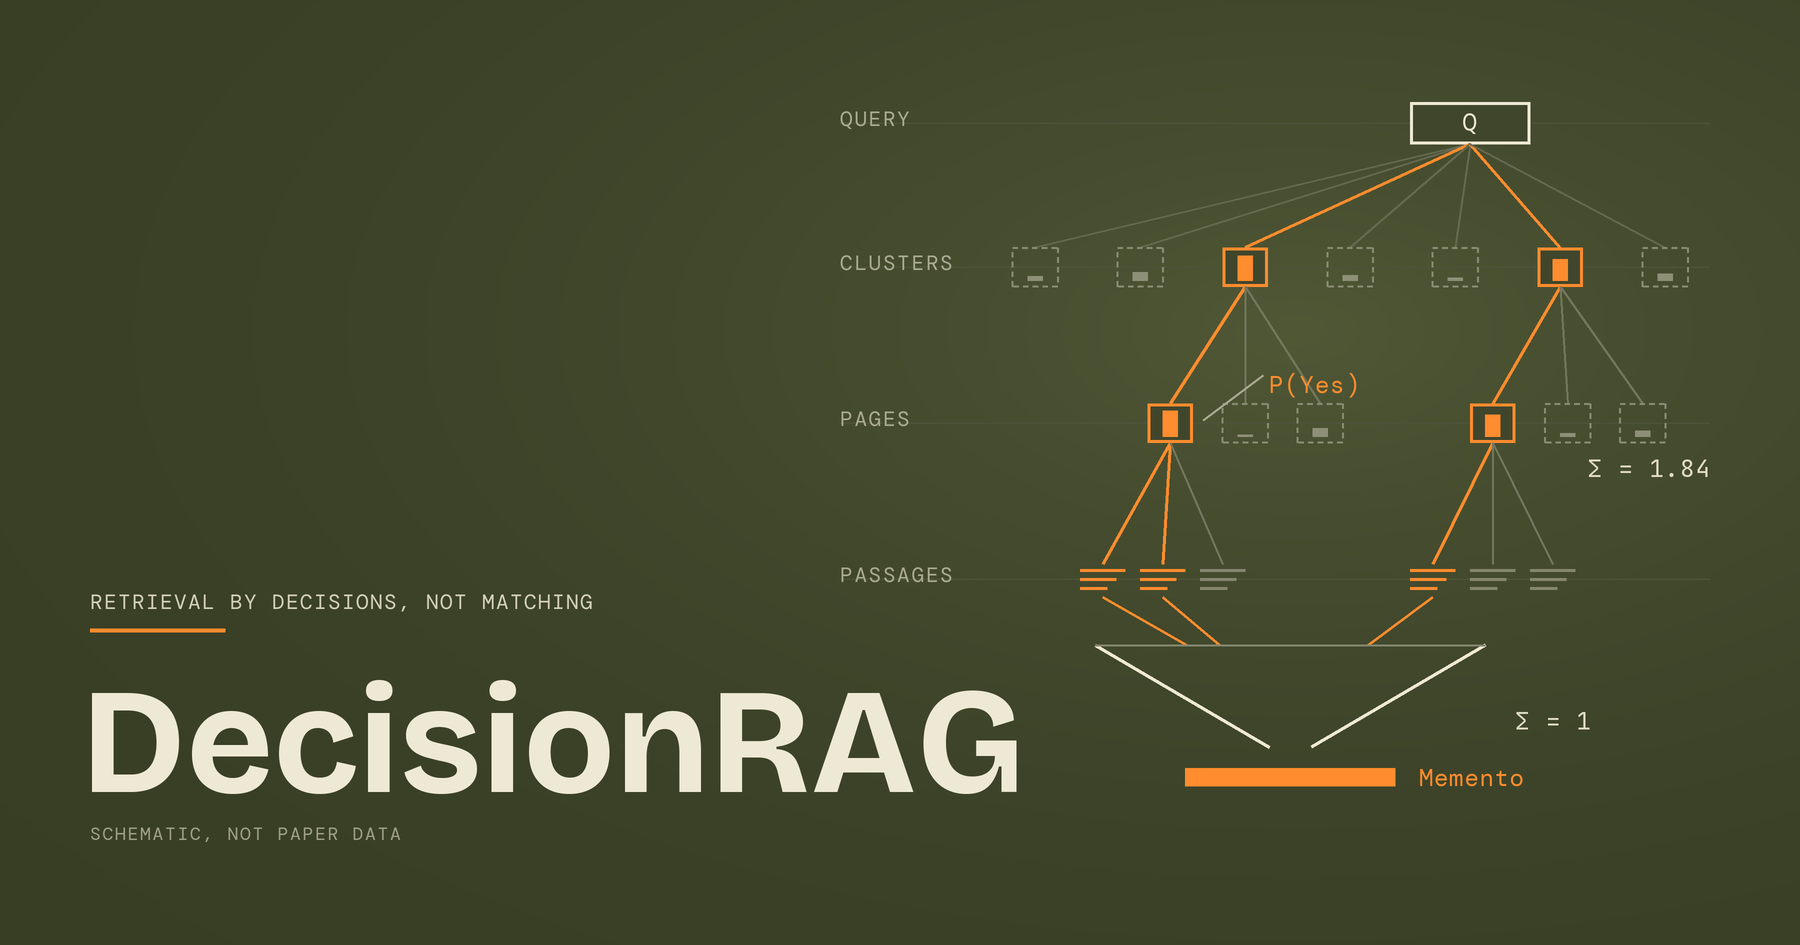 QUERY
Q
CLUSTERS
P(Yes)
PAGES
Σ = 1.84
PASSAGES
RETRIEVAL BY DECISIONS, NOT MATCHING
DecisionRAG
Σ = 1
Memento
SCHEMATIC, NOT PAPER DATA